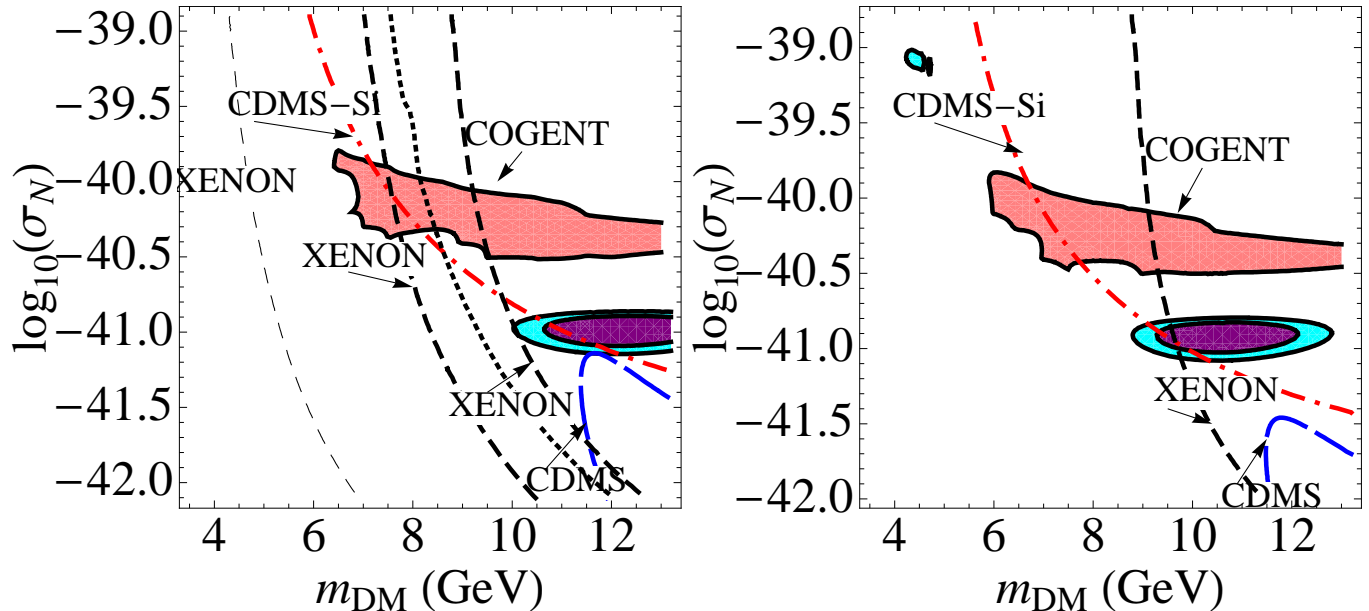 −39.0
−39.5
−40.0
−40.5
−41.0
−41.5
−42.0
log10(σN)
CDMS−Si
COGENT
XENON
XENON
XENON
CDMS
4 6 8 10 12
mDM (GeV)
−39.0
−39.5
−40.0
−40.5
−41.0
−41.5
−42.0
log10(σN)
CDMS−Si
COGENT
XENON
CDMS
4 6 8 10 12
mDM (GeV)